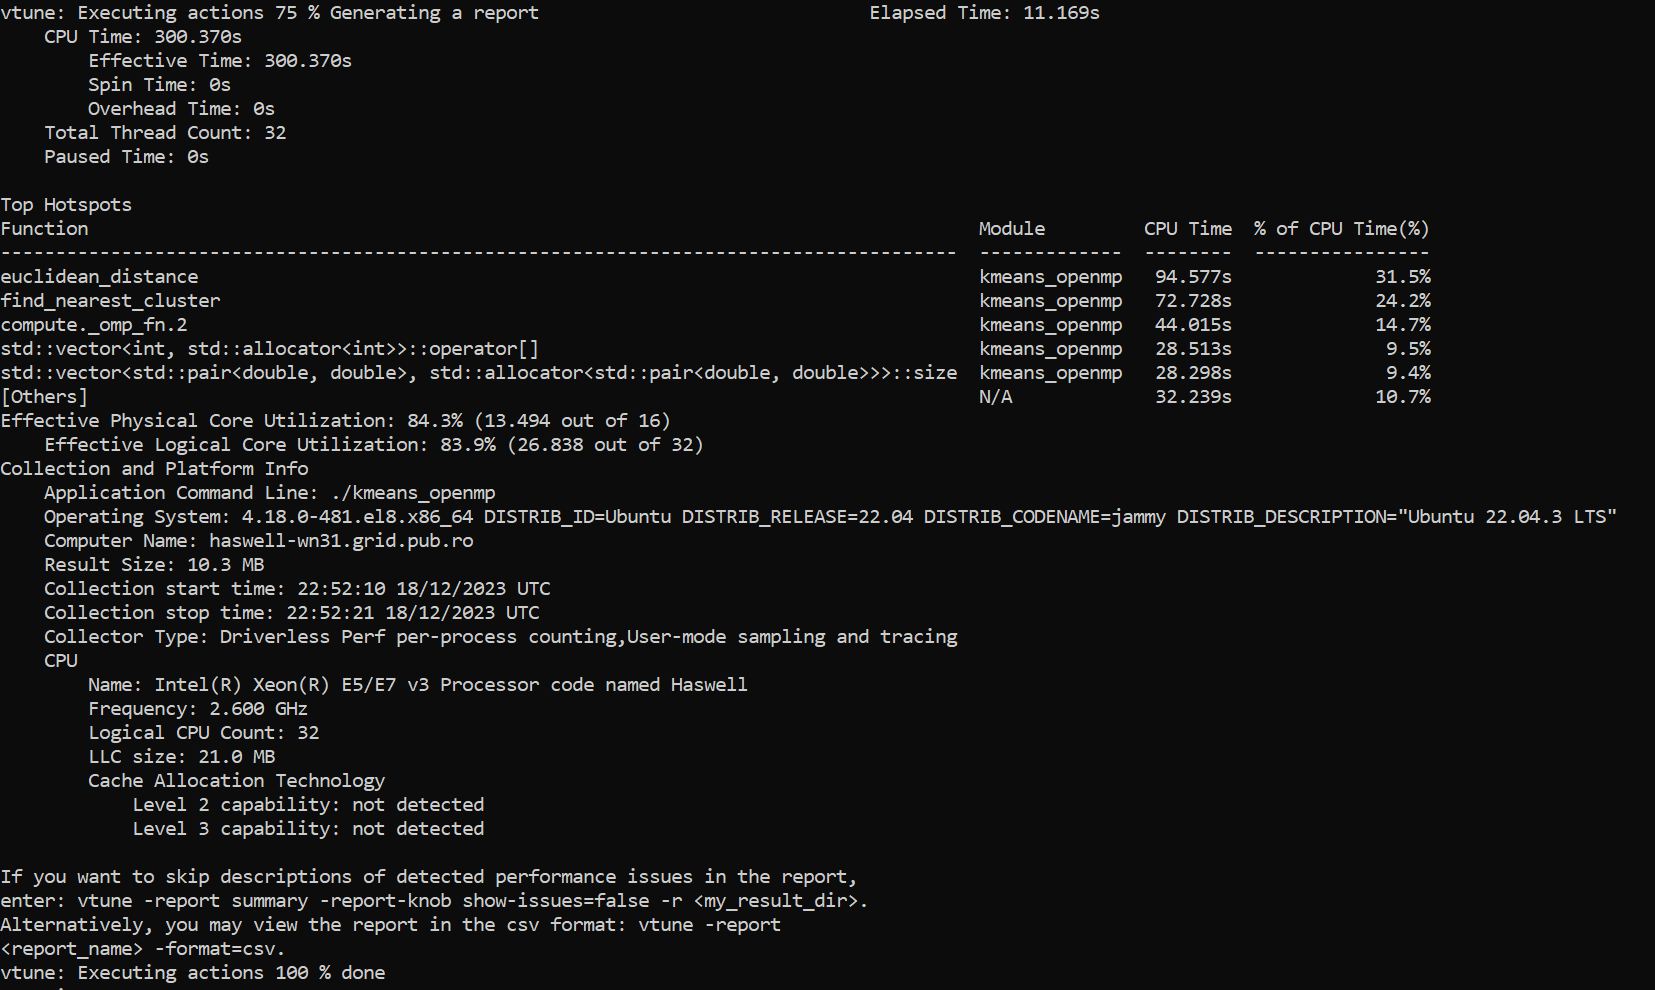 vtune: Executing actions 75 % Generating a report                              Elapsed Time: 11.169s
    CPU Time: 300.370s
        Effective Time: 300.370s
        Spin Time: 0s
        Overhead Time: 0s
    Total Thread Count: 32
    Paused Time: 0s

Top Hotspots
Function                                                                                 Module         CPU Time  % of CPU Time(%)
---------------------------------------------------------------------------------------  -------------  --------  ----------------
euclidean_distance                                                                       kmeans_openmp   94.577s             31.5%
find_nearest_cluster                                                                     kmeans_openmp   72.728s             24.2%
compute._omp_fn.2                                                                        kmeans_openmp   44.015s             14.7%
std::vector<int, std::allocator<int>>::operator[]                                        kmeans_openmp   28.513s              9.5%
std::vector<std::pair<double, double>, std::allocator<std::pair<double, double>>>::size  kmeans_openmp   28.298s              9.4%
[Others]                                                                                 N/A             32.239s             10.7%
Effective Physical Core Utilization: 84.3% (13.494 out of 16)
    Effective Logical Core Utilization: 83.9% (26.838 out of 32)
Collection and Platform Info
    Application Command Line: ./kmeans_openmp
    Operating System: 4.18.0-481.el8.x86_64 DISTRIB_ID=Ubuntu DISTRIB_RELEASE=22.04 DISTRIB_CODENAME=jammy DISTRIB_DESCRIPTION="Ubuntu 22.04.3 LTS"
    Computer Name: haswell-wn31.grid.pub.ro
    Result Size: 10.3 MB
    Collection start time: 22:52:10 18/12/2023 UTC
    Collection stop time: 22:52:21 18/12/2023 UTC
    Collector Type: Driverless Perf per-process counting,User-mode sampling and tracing
    CPU
        Name: Intel(R) Xeon(R) E5/E7 v3 Processor code named Haswell
        Frequency: 2.600 GHz
        Logical CPU Count: 32
        LLC size: 21.0 MB
        Cache Allocation Technology
            Level 2 capability: not detected
            Level 3 capability: not detected

If you want to skip descriptions of detected performance issues in the report,
enter: vtune -report summary -report-knob show-issues=false -r <my_result_dir>.
Alternatively, you may view the report in the csv format: vtune -report
<report_name> -format=csv.
vtune: Executing actions 100 % done